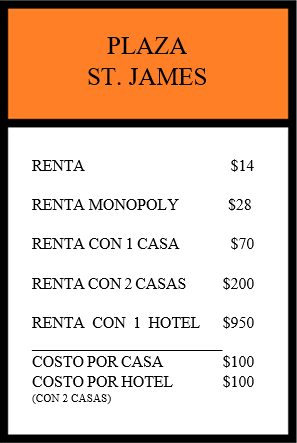 PLAZA
ST. JAMES
RENTA $14
RENTA MONOPOLY $28
RENTA CON 1 CASA $70
RENTA CON 2 CASAS $200
RENTA CON 1 HOTEL $950
COSTO POR CASA $100
COSTO POR HOTEL $100
(CON 2 CASAS)